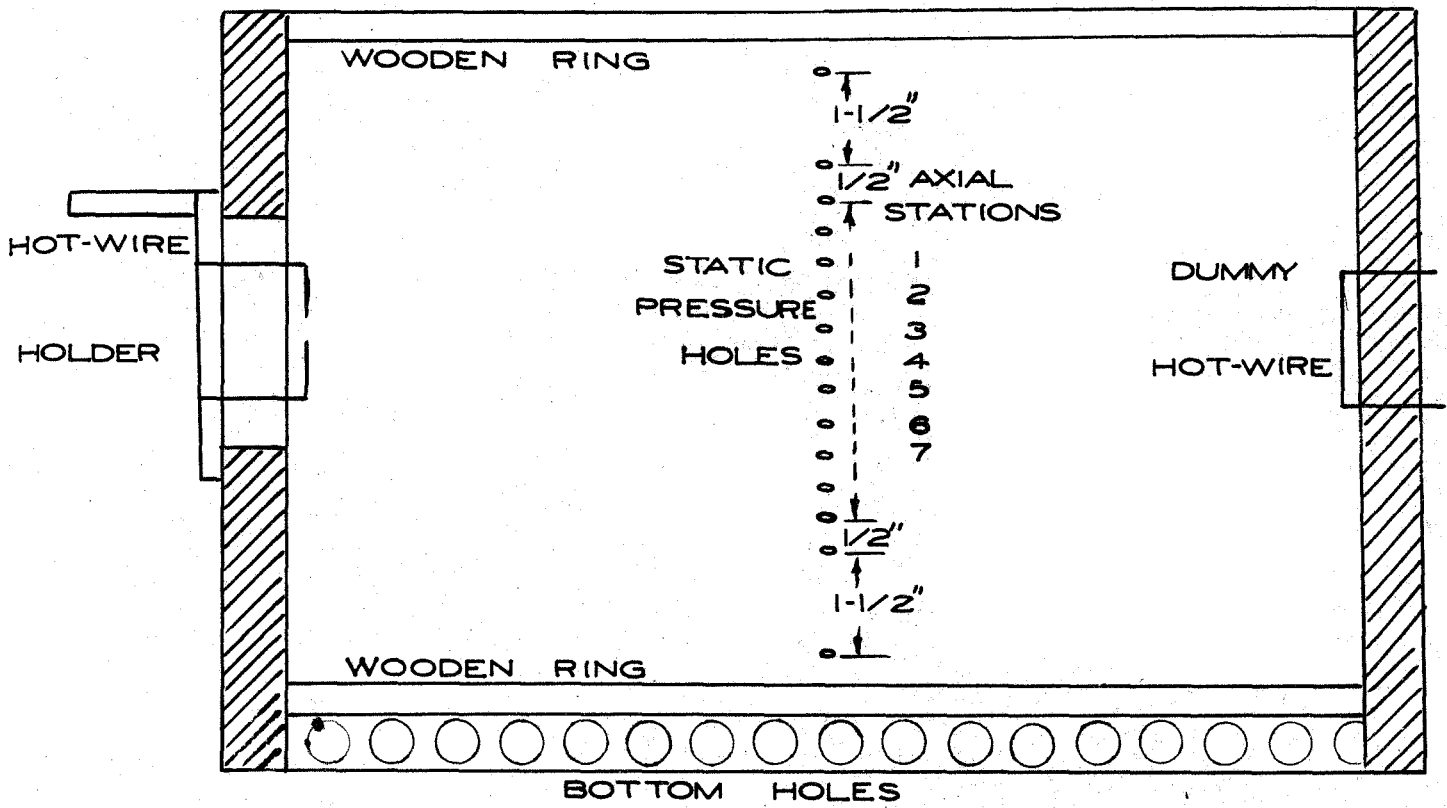 WOODEN RING
1-1/2"
1/2"
AXIAL
STATIONS
HOT-WIRE
HOLDER
STATIC
PRESSURE
HOLES
1
2
3
4
5
6
7
DUMMY
HOT-WIRE
1/2"
1-1/2"
WOODEN RING
BOTTOM HOLES